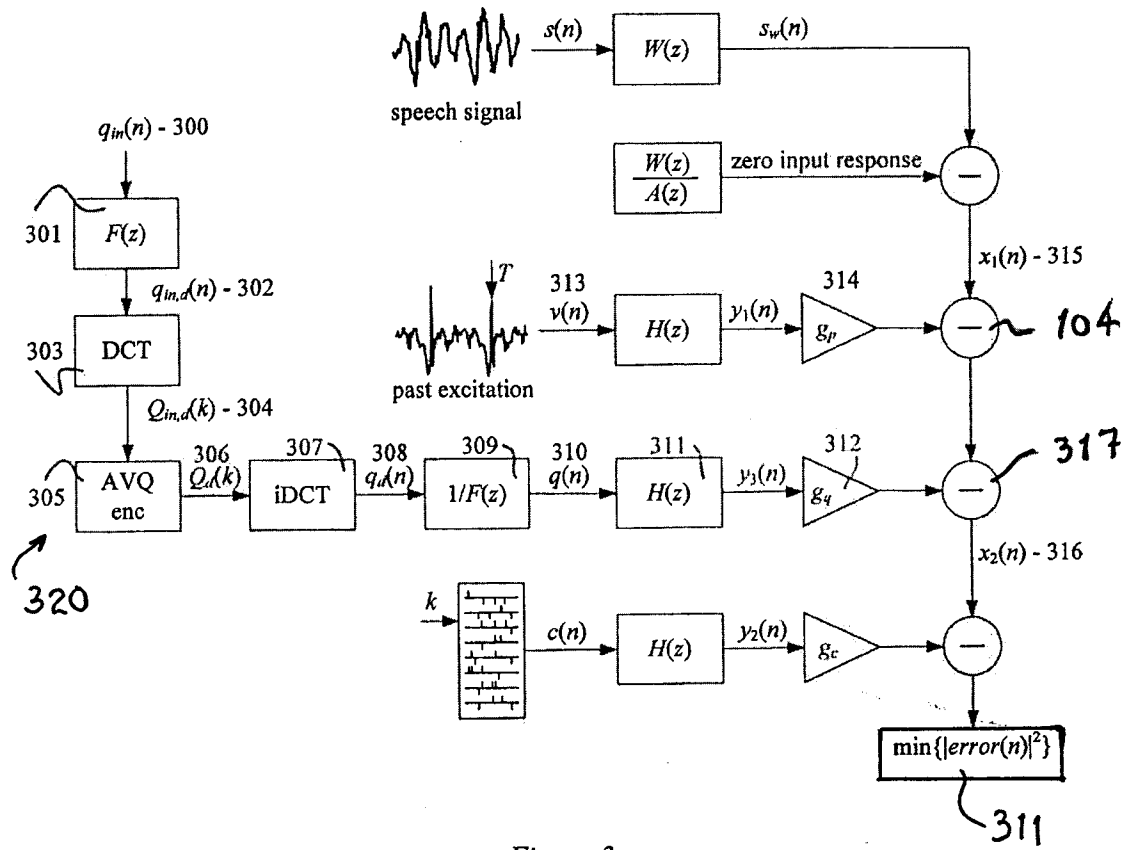 s(n)
W(z)
s_w(n)
speech signal
q_in(n) - 300
W(z)
A(z)
zero input response
−
301
F(z)
x_1(n) - 315
q_in,d(n) - 302
T
313
v(n)
H(z)
y_1(n)
314
g_p
−
104
303
DCT
past excitation
Q_in,d(k) - 304
305
AVQ
enc
306
Q_d(k)
307
iDCT
308
q_d(n)
309
1/F(z)
310
q(n)
311
H(z)
y_3(n)
312
g_q
−
317
320
x_2(n) - 316
k
c(n)
H(z)
y_2(n)
g_c
−
min{|error(n)|²}
311